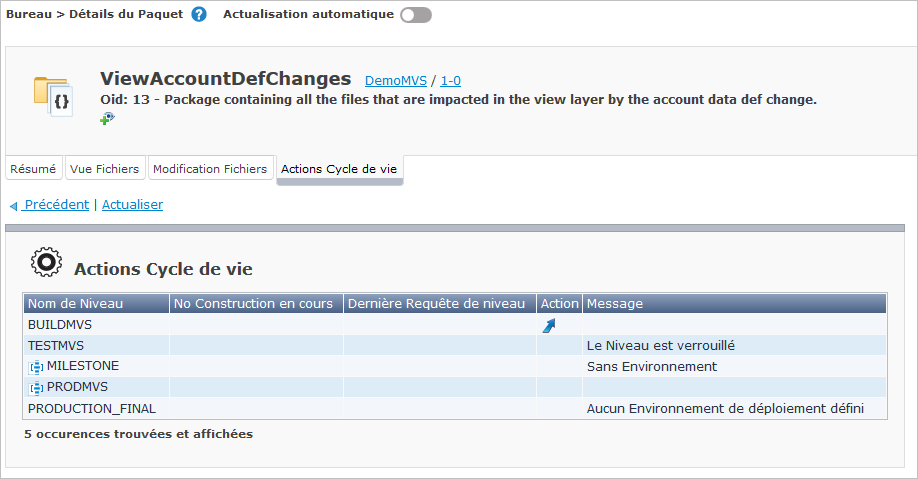 Bureau > Détails du Paquet ? Actualisation automatique
ViewAccountDefChanges DemoMVS / 1-0
Oid: 13 - Package containing all the files that are impacted in the view layer by the account data def change.
Résumé Vue Fichiers Modification Fichiers Actions Cycle de vie
Précédent | Actualiser
Actions Cycle de vie
Nom de Niveau No Construction en cours Dernière Requête de niveau Action Message
BUILDMVS
TESTMVS Le Niveau est verrouillé
MILESTONE Sans Environnement
PRODMVS
PRODUCTION_FINAL Aucun Environnement de déploiement défini
5 occurences trouvées et affichées